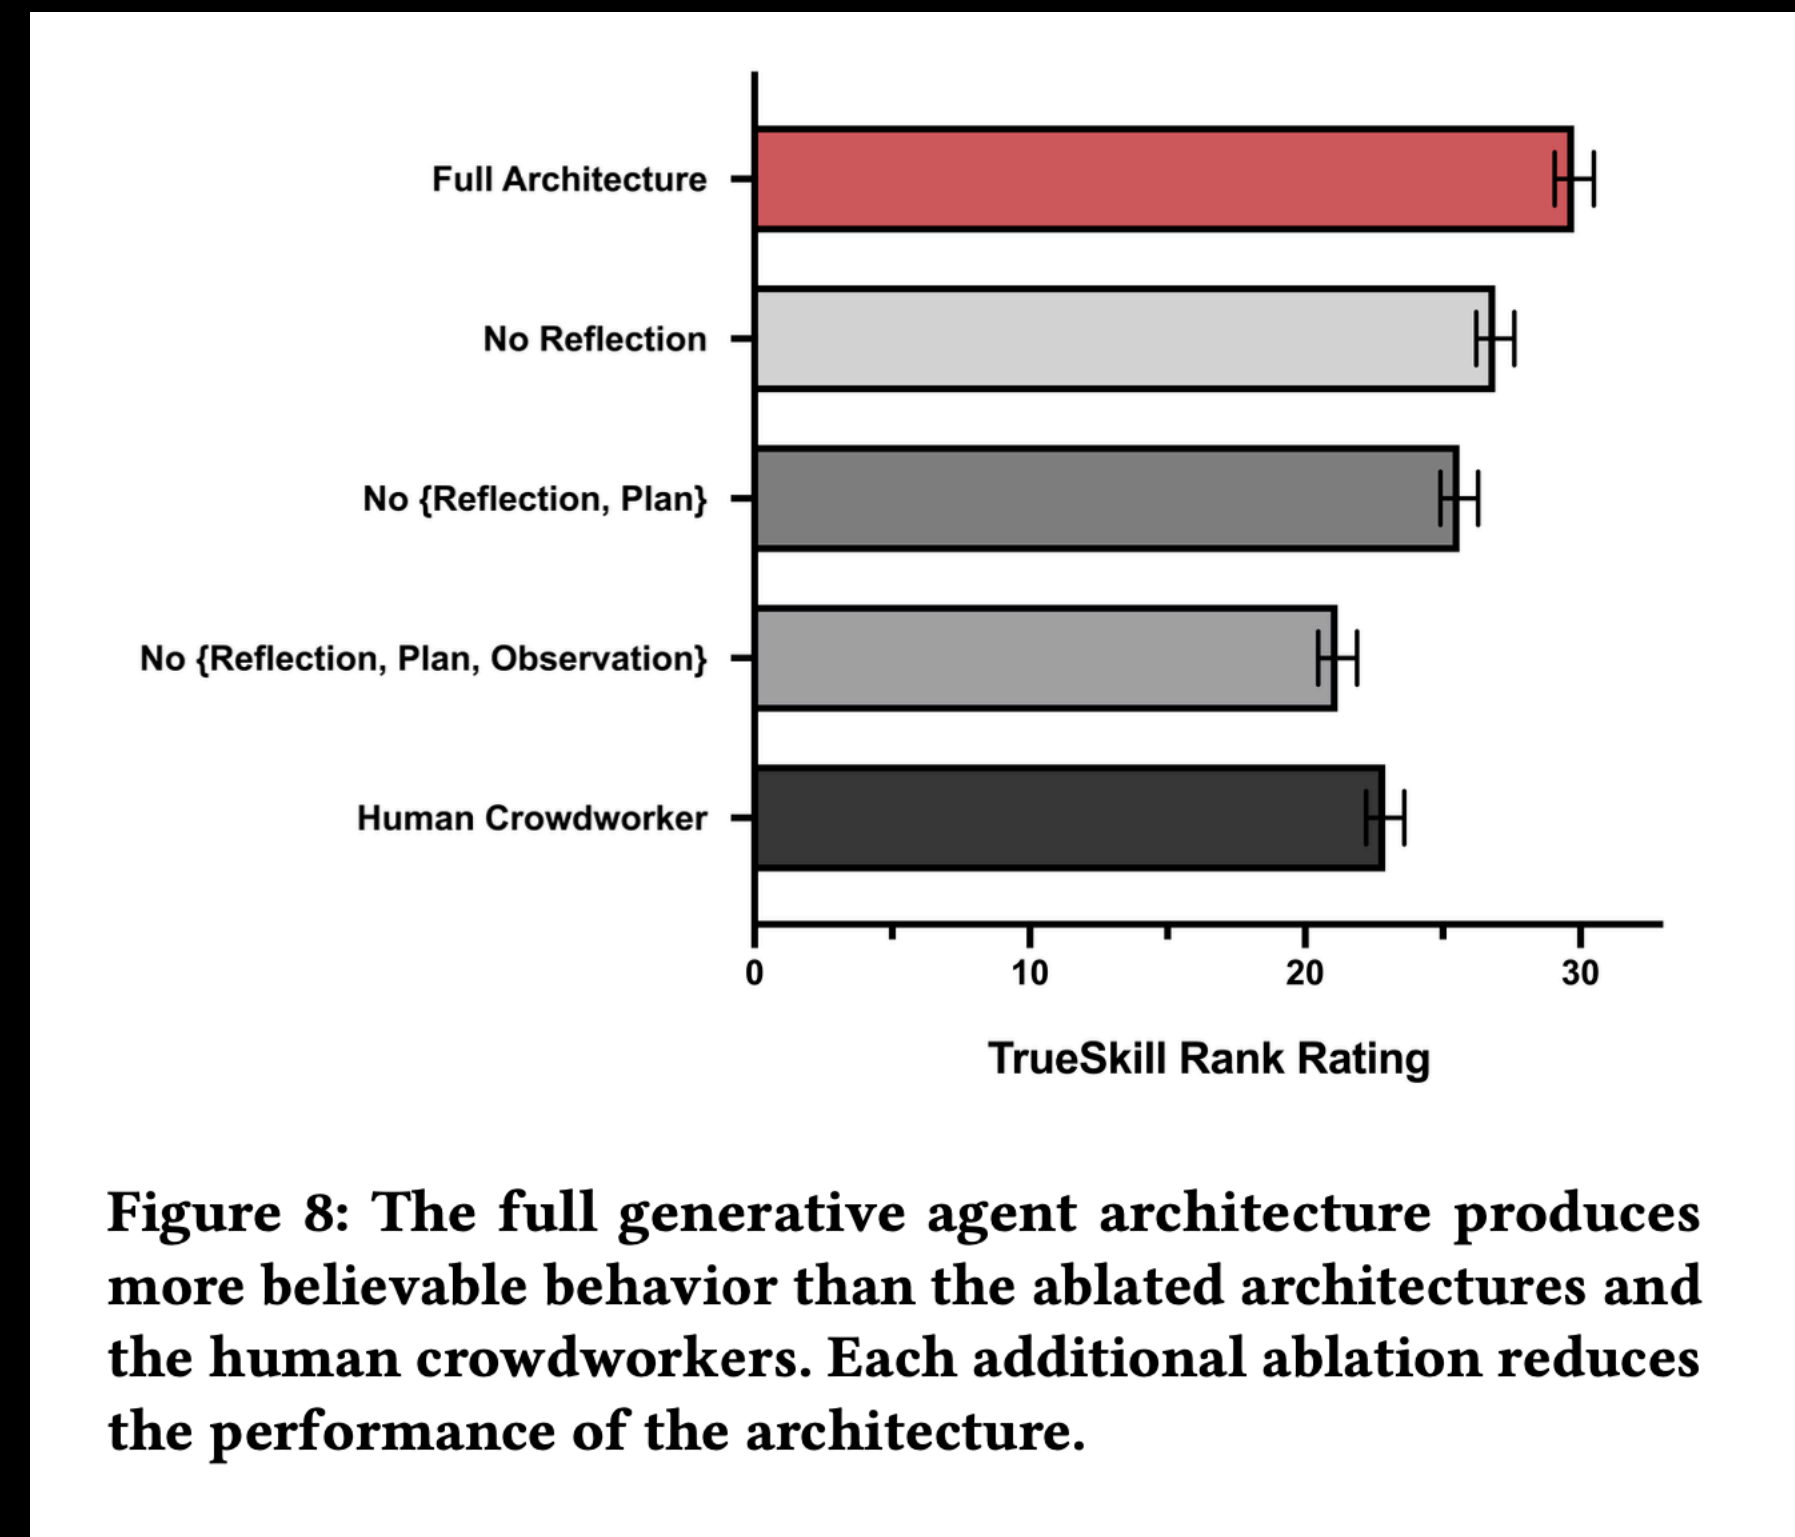 Full Architecture
No Reflection
No {Reflection, Plan}
No {Reflection, Plan, Observation}
Human Crowdworker
0 10 20 30
TrueSkill Rank Rating
Figure 8: The full generative agent architecture produces
more believable behavior than the ablated architectures and
the human crowdworkers. Each additional ablation reduces
the performance of the architecture.